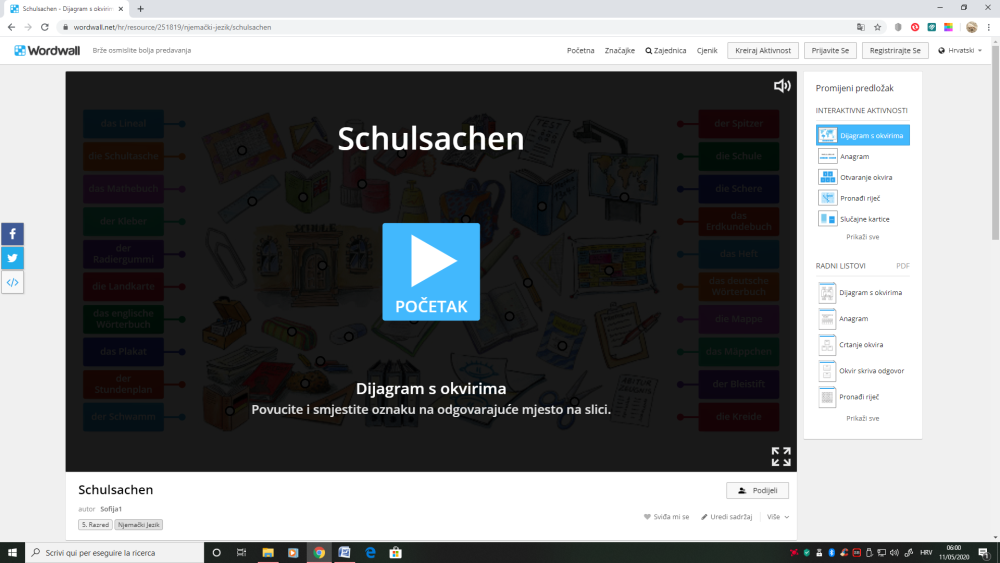 Schulsachen - Dijagram s okvirim
wordwall.net/hr/resource/251819/njemački-jezik/schulsachen
Wordwall
Brže osmislite bolja predavanja
Početna
Značajke
Zajednica
Cjenik
Kreiraj Aktivnost
Prijavite Se
Registrirajte Se
Hrvatski
Schulsachen
das Lineal
die Schultasche
das Mathebuch
der Kleber
der
Radiergummi
die Landkarte
das englische
Wörterbuch
das Plakat
der
Stundenplan
der Schwamm
der Spitzer
die Schule
die Schere
das
Erdkundebuch
das Heft
das deutsche
Wörterbuch
die Mappe
das Mäppchen
der Bleistift
die Kreide
POČETAK
Dijagram s okvirima
Povucite i smjestite oznaku na odgovarajuće mjesto na slici.
Promijeni predložak
INTERAKTIVNE AKTIVNOSTI
Dijagram s okvirima
Anagram
Otvaranje okvira
Pronađi riječ
Slučajne kartice
Prikaži sve
RADNI LISTOVI
PDF
Dijagram s okvirima
Anagram
Crtanje okvira
Okvir skriva odgovor
Pronađi riječ
Prikaži sve
Schulsachen
autor Sofija1
5. Razred
Njemački Jezik
Podijeli
Sviđa mi se
Uredi sadržaj
Više
Scrivi qui per eseguire la ricerca
HRV
06:00
11/05/2020